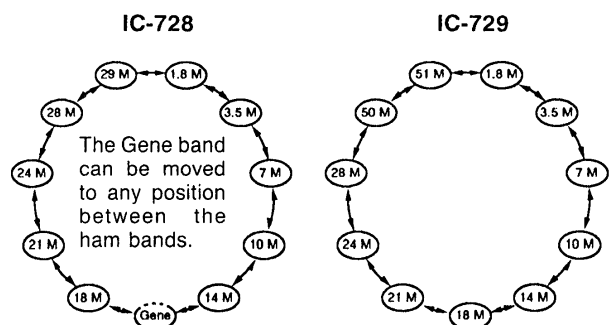 IC-728
IC-729
29 M
1.8 M
28 M
3.5 M
The Gene band
can be moved
to any position
between the
ham bands.
24 M
7 M
21 M
10 M
18 M
14 M
Gene
51 M
1.8 M
50 M
3.5 M
28 M
7 M
24 M
10 M
21 M
14 M
18 M